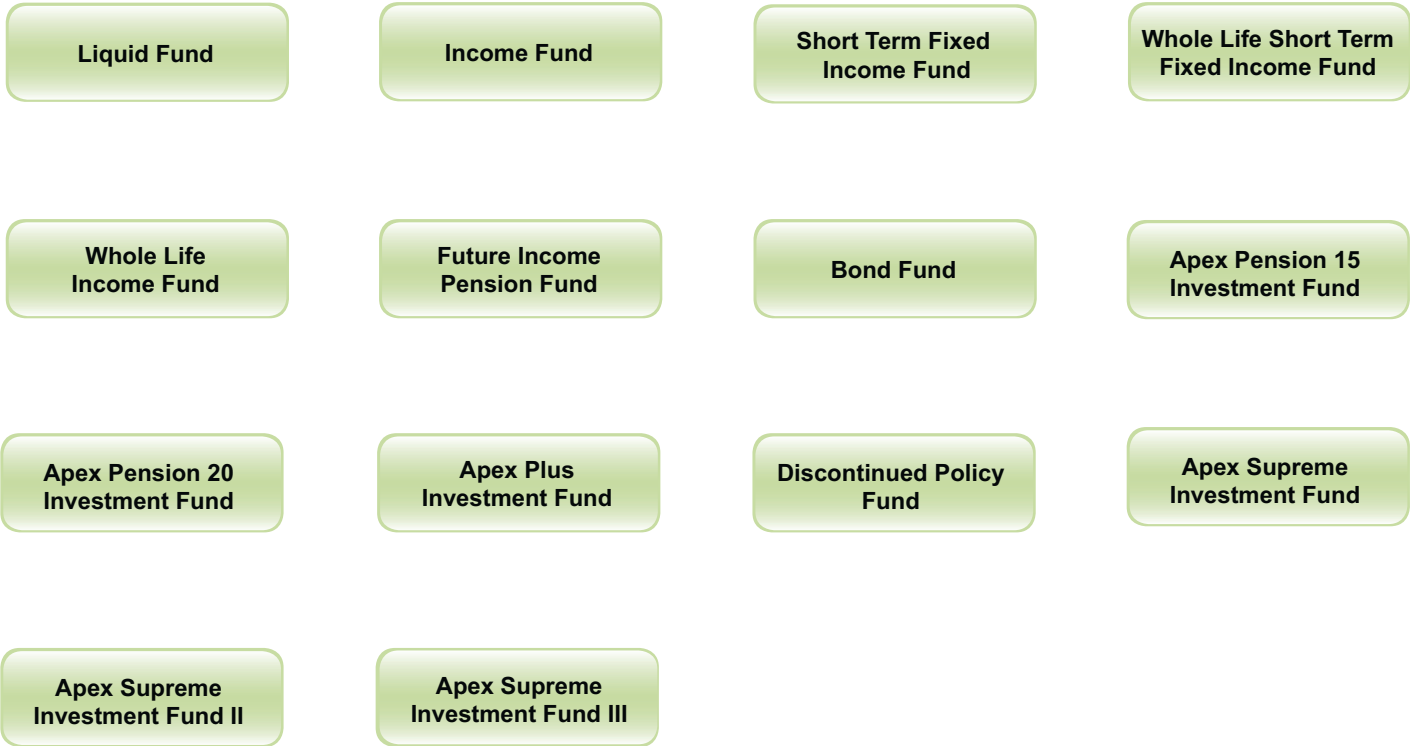 Liquid Fund
Income Fund
Short Term Fixed
Income Fund
Whole Life Short Term
Fixed Income Fund
Whole Life
Income Fund
Future Income
Pension Fund
Bond Fund
Apex Pension 15
Investment Fund
Apex Pension 20
Investment Fund
Apex Plus
Investment Fund
Discontinued Policy
Fund
Apex Supreme
Investment Fund
Apex Supreme
Investment Fund II
Apex Supreme
Investment Fund III